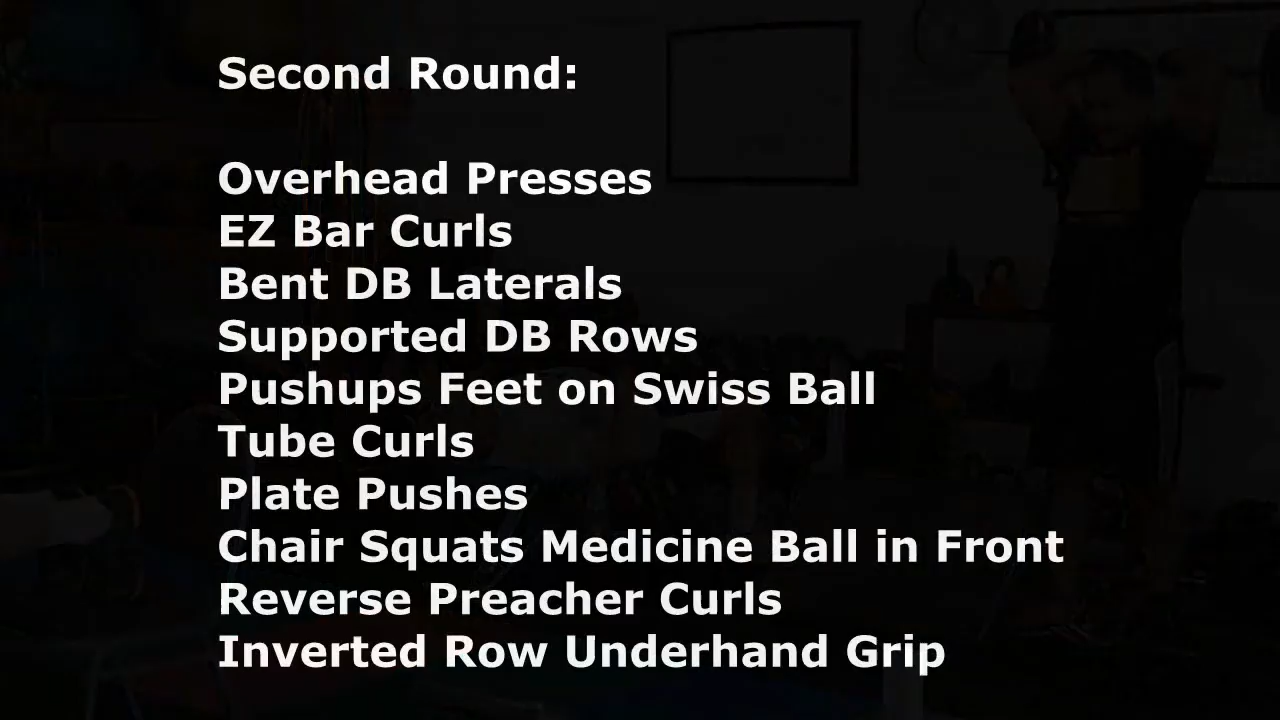 Second Round:
Overhead Presses
EZ Bar Curls
Bent DB Laterals
Supported DB Rows
Pushups Feet on Swiss Ball
Tube Curls
Plate Pushes
Chair Squats Medicine Ball in Front
Reverse Preacher Curls
Inverted Row Underhand Grip